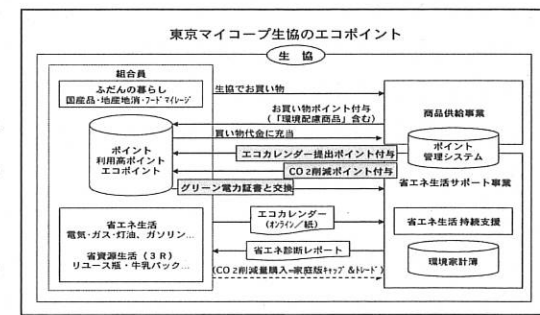 東京マイコープ生協のエコポイント
生 協
組合員
ふだんの暮らし
国産品・地産地消・フードマイレージ
生協でお買い物
お買い物ポイント付与
(「環境配慮商品」含む)
商品供給事業
買い物代金に充当
ポイント
利用高ポイント
エコポイント
エコカレンダー提出ポイント付与
ポイント
管理システム
CO2削減ポイント付与
グリーン電力証書と交換
省エネ生活サポート事業
省エネ生活
電気・ガス・灯油、ガソリン…
エコカレンダー
(オンライン/紙)
省エネ生活 持続支援
省資源生活(3R)
リユース瓶・牛乳パック…
省エネ診断レポート
環境家計簿
(CO2削減量購入=家庭版キャップ&トレード)